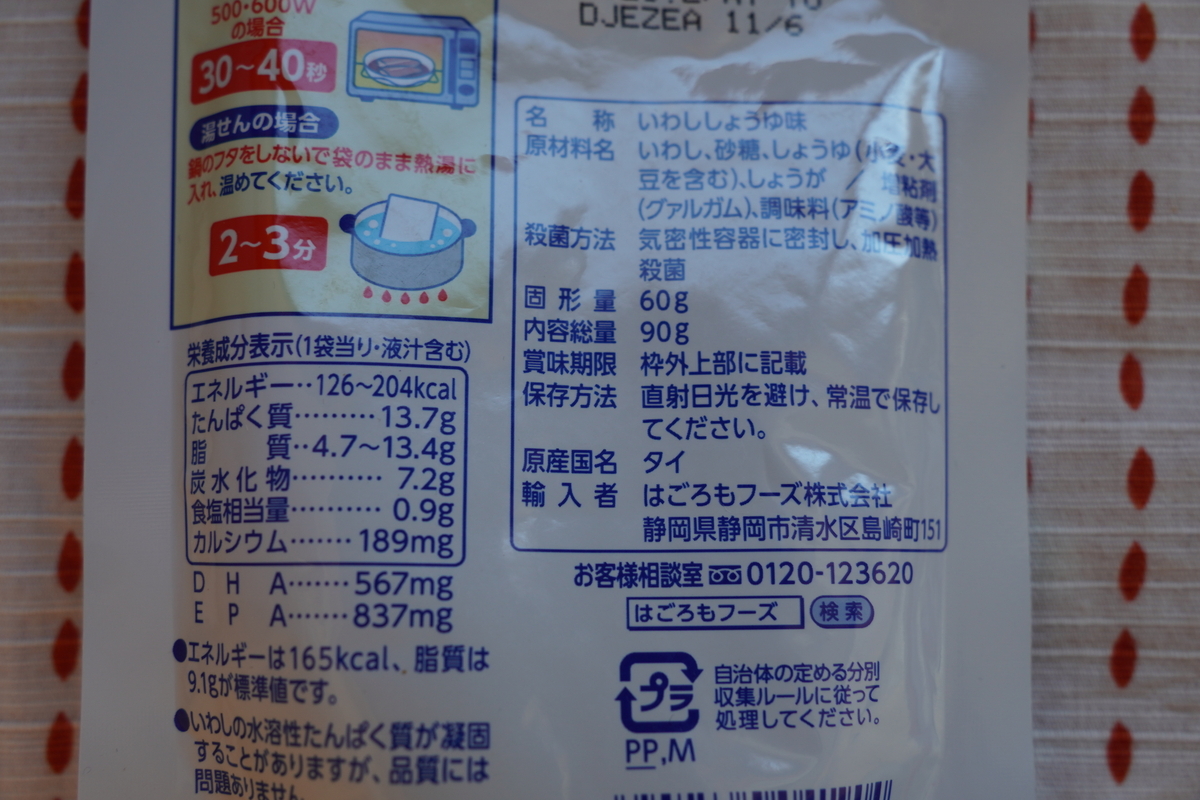 500・600W
の場合
30～40秒
湯せんの場合
鍋のフタをしないで袋のまま熱湯に
入れ、温めてください。
2～3分
栄養成分表示(1袋当り・液汁含む)
エネルギー‥126～204kcal
たんぱく質………13.7g
脂　　質‥4.7～13.4g
炭水化物………7.2g
食塩相当量………0.9g
カルシウム……189mg
DHA……567mg
EPA……837mg
●エネルギーは165kcal、脂質は
9.1gが標準値です。
●いわしの水溶性たんぱく質が凝固
することがありますが、品質には
問題ありません。
DJEZEA 11/6
名称　いわししょうゆ味
原材料名　いわし、砂糖、しょうゆ(小麦・大
豆を含む)、しょうが／増粘剤
(グァルガム)、調味料(アミノ酸等)
殺菌方法　気密性容器に密封し、加圧加熱
殺菌
固形量　60g
内容総量　90g
賞味期限　枠外上部に記載
保存方法　直射日光を避け、常温で保存し
てください。
原産国名　タイ
輸入者　はごろもフーズ株式会社
静岡県静岡市清水区島崎町151
お客様相談室 0120-123620
はごろもフーズ 検索
プラ
PP,M
自治体の定める分別
収集ルールに従って
処理してください。